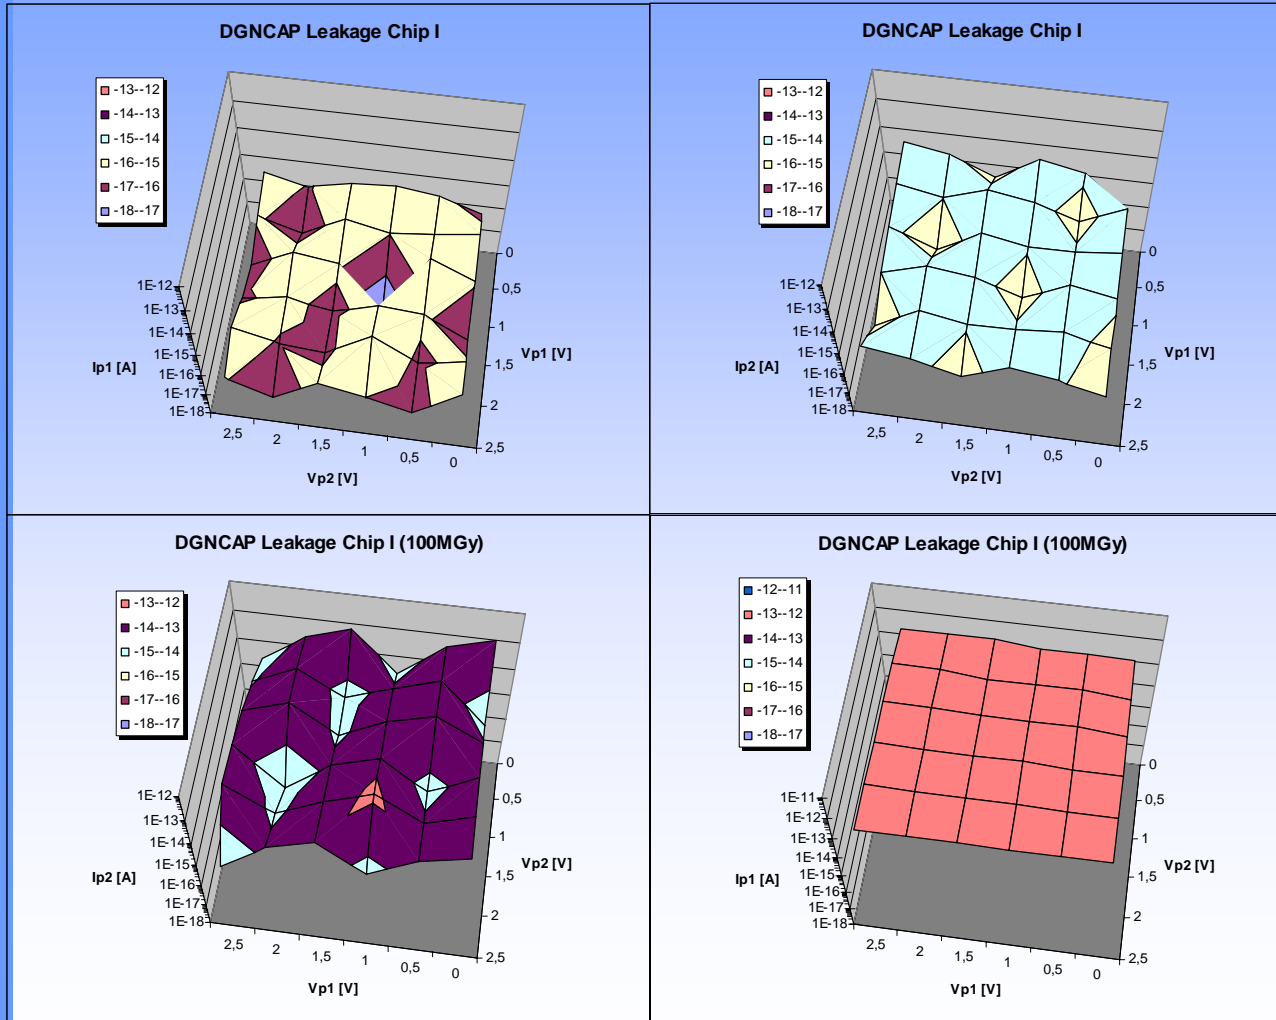 DGNCAP Leakage Chip I
-13--12
-14--13
-15--14
-16--15
-17--16
-18--17
1E-12
1E-13
1E-14
1E-15
1E-16
1E-17
1E-18
Ip1 [A]
2,5
2
1,5
1
0,5
0
Vp2 [V]
0
0,5
1
1,5
2
2,5
Vp1 [V]
DGNCAP Leakage Chip I
-13--12
-14--13
-15--14
-16--15
-17--16
-18--17
1E-12
1E-13
1E-14
1E-15
1E-16
1E-17
1E-18
Ip2 [A]
2,5
2
1,5
1
0,5
0
Vp2 [V]
0
0,5
1
1,5
2
2,5
Vp1 [V]
DGNCAP Leakage Chip I (100MGy)
-13--12
-14--13
-15--14
-16--15
-17--16
-18--17
1E-12
1E-13
1E-14
1E-15
1E-16
1E-17
1E-18
Ip2 [A]
2,5
2
1,5
1
0,5
0
Vp1 [V]
0
0,5
1
1,5
2
2,5
Vp2 [V]
DGNCAP Leakage Chip I (100MGy)
-12--11
-13--12
-14--13
-15--14
-16--15
-17--16
-18--17
1E-11
1E-12
1E-13
1E-14
1E-15
1E-16
1E-17
1E-18
Ip1 [A]
2,5
2
1,5
1
0,5
0
Vp1 [V]
0
0,5
1
1,5
2
2,5
Vp2 [V]